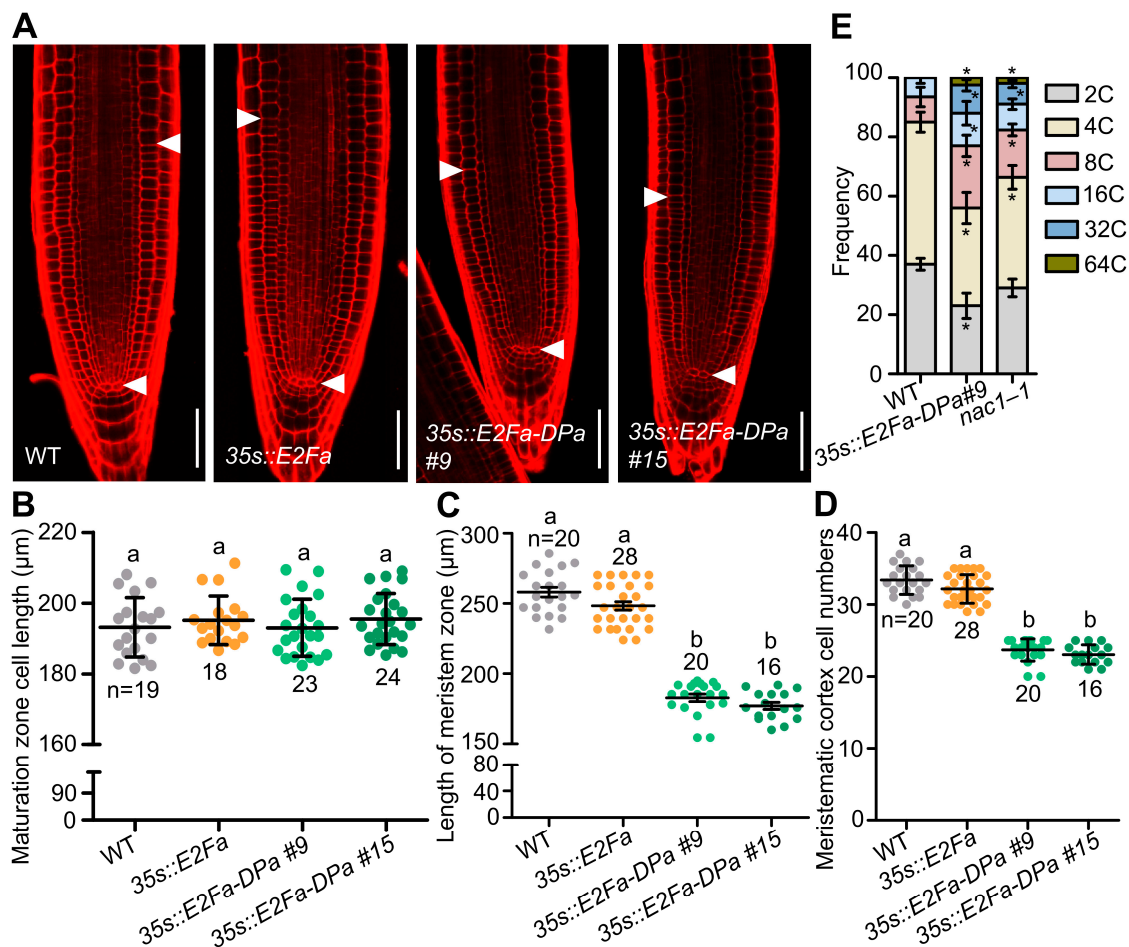 A
WT
35s::E2Fa
35s::E2Fa-DPa
#9
35s::E2Fa-DPa
#15
E
Frequency
100
80
60
40
20
0
*
*
*
*
*
*
*
*
*
*
*
WT
35s::E2Fa-DPa#9
nac1–1
2C
4C
8C
16C
32C
64C
B
Maturation zone cell length (μm)
220
200
180
160
90
0
a
a
a
a
n=19
18
23
24
WT
35s::E2Fa
35s::E2Fa-DPa #9
35s::E2Fa-DPa #15
C
Length of meristem zone (μm)
300
250
200
150
80
40
0
a
n=20
a
28
b
20
b
16
WT
35s::E2Fa
35s::E2Fa-DPa #9
35s::E2Fa-DPa #15
D
Meristematic cortex cell numbers
40
30
20
10
0
a
a
b
b
n=20
28
20
16
WT
35s::E2Fa
35s::E2Fa-DPa #9
35s::E2Fa-DPa #15